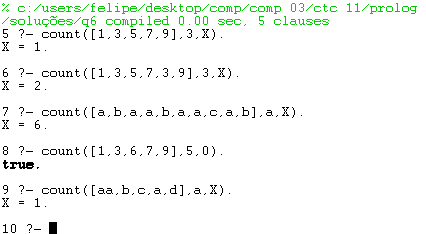 % c:/users/felipe/desktop/comp/comp 03/ctc 11/prolog
/soluções/q6 compiled 0.00 sec, 5 clauses
5 ?- count([1,3,5,7,9],3,X).
X = 1.
6 ?- count([1,3,5,7,3,9],3,X).
X = 2.
7 ?- count([a,b,a,a,b,a,a,c,a,b],a,X).
X = 6.
8 ?- count([1,3,6,7,9],5,0).
true.
9 ?- count([aa,b,c,a,d],a,X).
X = 1.
10 ?-